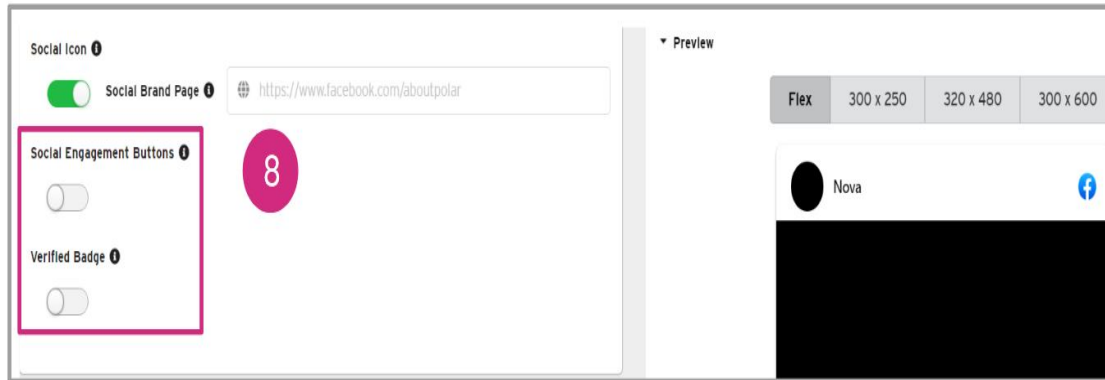 Social Icon
Social Brand Page
https://www.facebook.com/aboutpolar
Social Engagement Buttons
8
Verified Badge
Preview
Flex 300 x 250 320 x 480 300 x 600
Nova